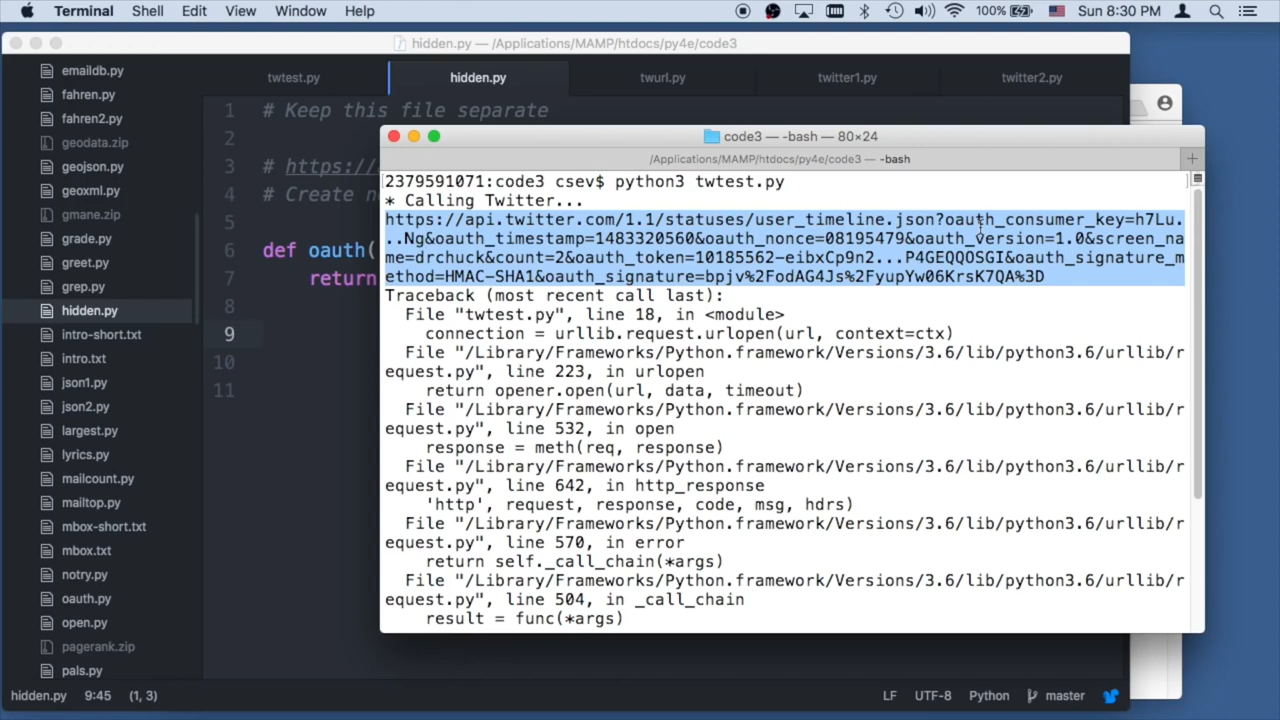 Terminal Shell Edit View Window Help 100% Sun 8:30 PM
hidden.py — /Applications/MAMP/htdocs/py4e/code3
emaildb.py
fahren.py
fahren2.py
geodata.zip
geojson.py
geoxml.py
gmane.zip
grade.py
greet.py
grep.py
hidden.py
intro-short.txt
intro.txt
json1.py
json2.py
largest.py
lyrics.py
mailcount.py
mailtop.py
mbox-short.txt
mbox.txt
notry.py
oauth.py
open.py
pagerank.zip
pals.py
twtest.py hidden.py twurl.py twitter1.py twitter2.py
1 # Keep this file separate
2
3 # https://
4 # Create n
5
6 def oauth(
7 return
8
9
10
11
code3 — -bash — 80×24
/Applications/MAMP/htdocs/py4e/code3 — -bash
[2379591071:code3 csev$ python3 twtest.py ]
* Calling Twitter...
https://api.twitter.com/1.1/statuses/user_timeline.json?oauth_consumer_key=h7Lu.
..Ng&oauth_timestamp=1483320560&oauth_nonce=08195479&oauth_version=1.0&screen_na
me=drchuck&count=2&oauth_token=10185562-eibxCp9n2...P4GEQQOSGI&oauth_signature_m
ethod=HMAC-SHA1&oauth_signature=bpjv%2FodAG4Js%2FyupYw06KrsK7QA%3D
Traceback (most recent call last):
File "twtest.py", line 18, in <module>
connection = urllib.request.urlopen(url, context=ctx)
File "/Library/Frameworks/Python.framework/Versions/3.6/lib/python3.6/urllib/r
equest.py", line 223, in urlopen
return opener.open(url, data, timeout)
File "/Library/Frameworks/Python.framework/Versions/3.6/lib/python3.6/urllib/r
equest.py", line 532, in open
response = meth(req, response)
File "/Library/Frameworks/Python.framework/Versions/3.6/lib/python3.6/urllib/r
equest.py", line 642, in http_response
'http', request, response, code, msg, hdrs)
File "/Library/Frameworks/Python.framework/Versions/3.6/lib/python3.6/urllib/r
equest.py", line 570, in error
return self._call_chain(*args)
File "/Library/Frameworks/Python.framework/Versions/3.6/lib/python3.6/urllib/r
equest.py", line 504, in _call_chain
result = func(*args)
hidden.py 9:45 (1, 3) LF UTF-8 Python master